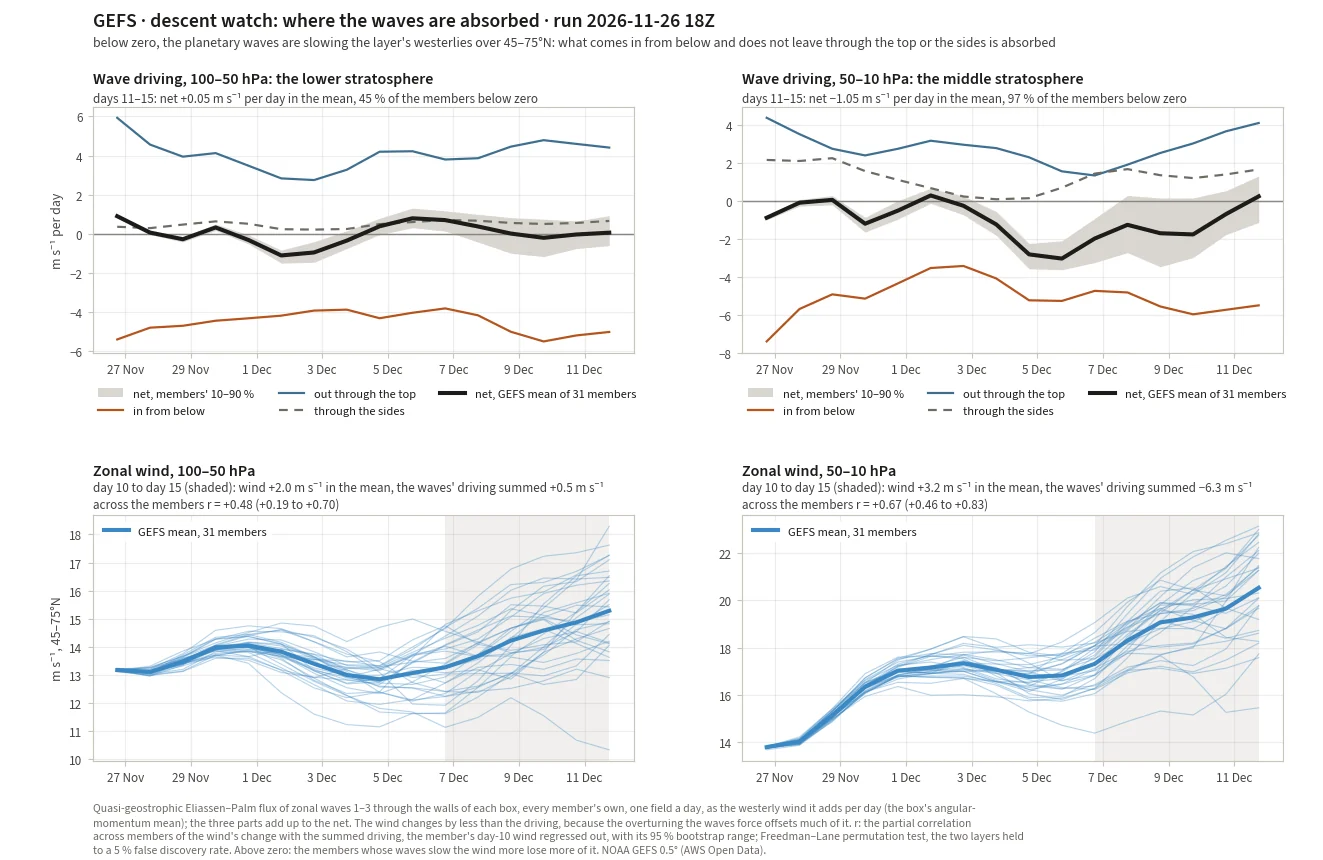 GEFS · descent watch: where the waves are absorbed · run 2026-11-26 18Z
below zero, the planetary waves are slowing the layer's westerlies over 45–75°N: what comes in from below and does not leave through the top or the sides is absorbed
Wave driving, 100–50 hPa: the lower stratosphere
days 11–15: net +0.05 m s⁻¹ per day in the mean, 45 % of the members below zero
m s⁻¹ per day
6
4
2
0
−2
−4
−6
27 Nov
29 Nov
1 Dec
3 Dec
5 Dec
7 Dec
9 Dec
11 Dec
net, members' 10–90 %
out through the top
net, GEFS mean of 31 members
in from below
through the sides
Wave driving, 50–10 hPa: the middle stratosphere
days 11–15: net −1.05 m s⁻¹ per day in the mean, 97 % of the members below zero
4
2
0
−2
−4
−6
−8
27 Nov
29 Nov
1 Dec
3 Dec
5 Dec
7 Dec
9 Dec
11 Dec
net, members' 10–90 %
out through the top
net, GEFS mean of 31 members
in from below
through the sides
Zonal wind, 100–50 hPa
day 10 to day 15 (shaded): wind +2.0 m s⁻¹ in the mean, the waves' driving summed +0.5 m s⁻¹
across the members r = +0.48 (+0.19 to +0.70)
GEFS mean, 31 members
m s⁻¹, 45–75°N
18
17
16
15
14
13
12
11
10
27 Nov
29 Nov
1 Dec
3 Dec
5 Dec
7 Dec
9 Dec
11 Dec
Zonal wind, 50–10 hPa
day 10 to day 15 (shaded): wind +3.2 m s⁻¹ in the mean, the waves' driving summed −6.3 m s⁻¹
across the members r = +0.67 (+0.46 to +0.83)
GEFS mean, 31 members
22
20
18
16
14
27 Nov
29 Nov
1 Dec
3 Dec
5 Dec
7 Dec
9 Dec
11 Dec
Quasi-geostrophic Eliassen–Palm flux of zonal waves 1–3 through the walls of each box, every member's own, one field a day, as the westerly wind it adds per day (the box's angular-
momentum mean); the three parts add up to the net. The wind changes by less than the driving, because the overturning the waves force offsets much of it. r: the partial correlation
across members of the wind's change with the summed driving, the member's day-10 wind regressed out, with its 95 % bootstrap range; Freedman–Lane permutation test, the two layers held
to a 5 % false discovery rate. Above zero: the members whose waves slow the wind more lose more of it. NOAA GEFS 0.5° (AWS Open Data).